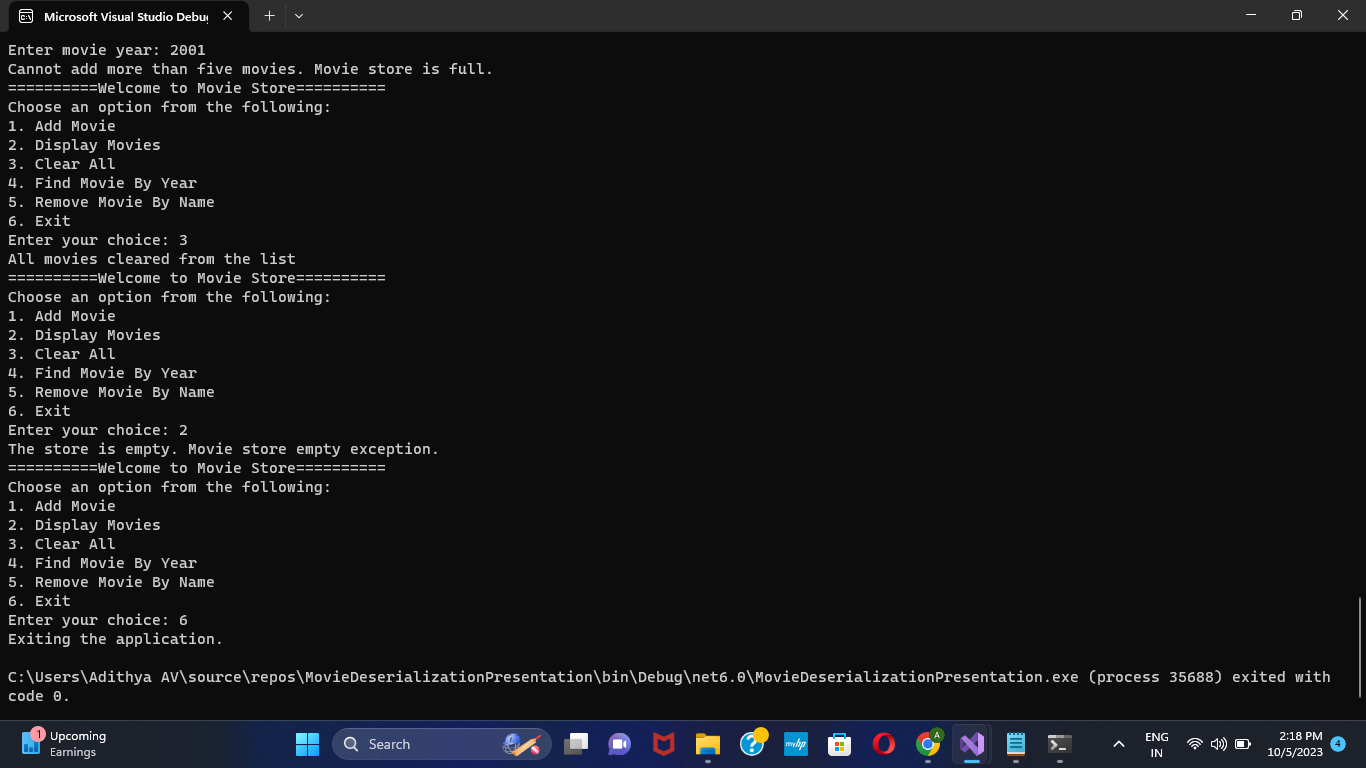 Microsoft Visual Studio Debu
Enter movie year: 2001
Cannot add more than five movies. Movie store is full.
==========Welcome to Movie Store==========
Choose an option from the following:
1. Add Movie
2. Display Movies
3. Clear All
4. Find Movie By Year
5. Remove Movie By Name
6. Exit
Enter your choice: 3
All movies cleared from the list
==========Welcome to Movie Store==========
Choose an option from the following:
1. Add Movie
2. Display Movies
3. Clear All
4. Find Movie By Year
5. Remove Movie By Name
6. Exit
Enter your choice: 2
The store is empty. Movie store empty exception.
==========Welcome to Movie Store==========
Choose an option from the following:
1. Add Movie
2. Display Movies
3. Clear All
4. Find Movie By Year
5. Remove Movie By Name
6. Exit
Enter your choice: 6
Exiting the application.
C:\Users\Adithya AV\source\repos\MovieDeserializationPresentation\bin\Debug\net6.0\MovieDeserializationPresentation.exe (process 35688) exited with
code 0.
1
Upcoming
Earnings
Search
myhp
A
ENG
IN
2:18 PM
10/5/2023
4